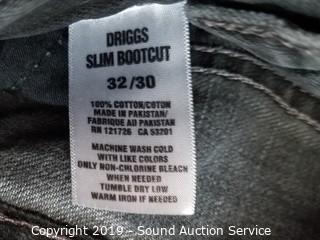 DRIGGS
SLIM BOOTCUT
32/30
100% COTTON/COTON
MADE IN PAKISTAN/
FABRIQUE AU PAKISTAN
RN 121726 CA 53201
MACHINE WASH COLD
WITH LIKE COLORS
ONLY NON-CHLORINE BLEACH
WHEN NEEDED
TUMBLE DRY LOW
WARM IRON IF NEEDED
Copyright 2019 - Sound Auction Service